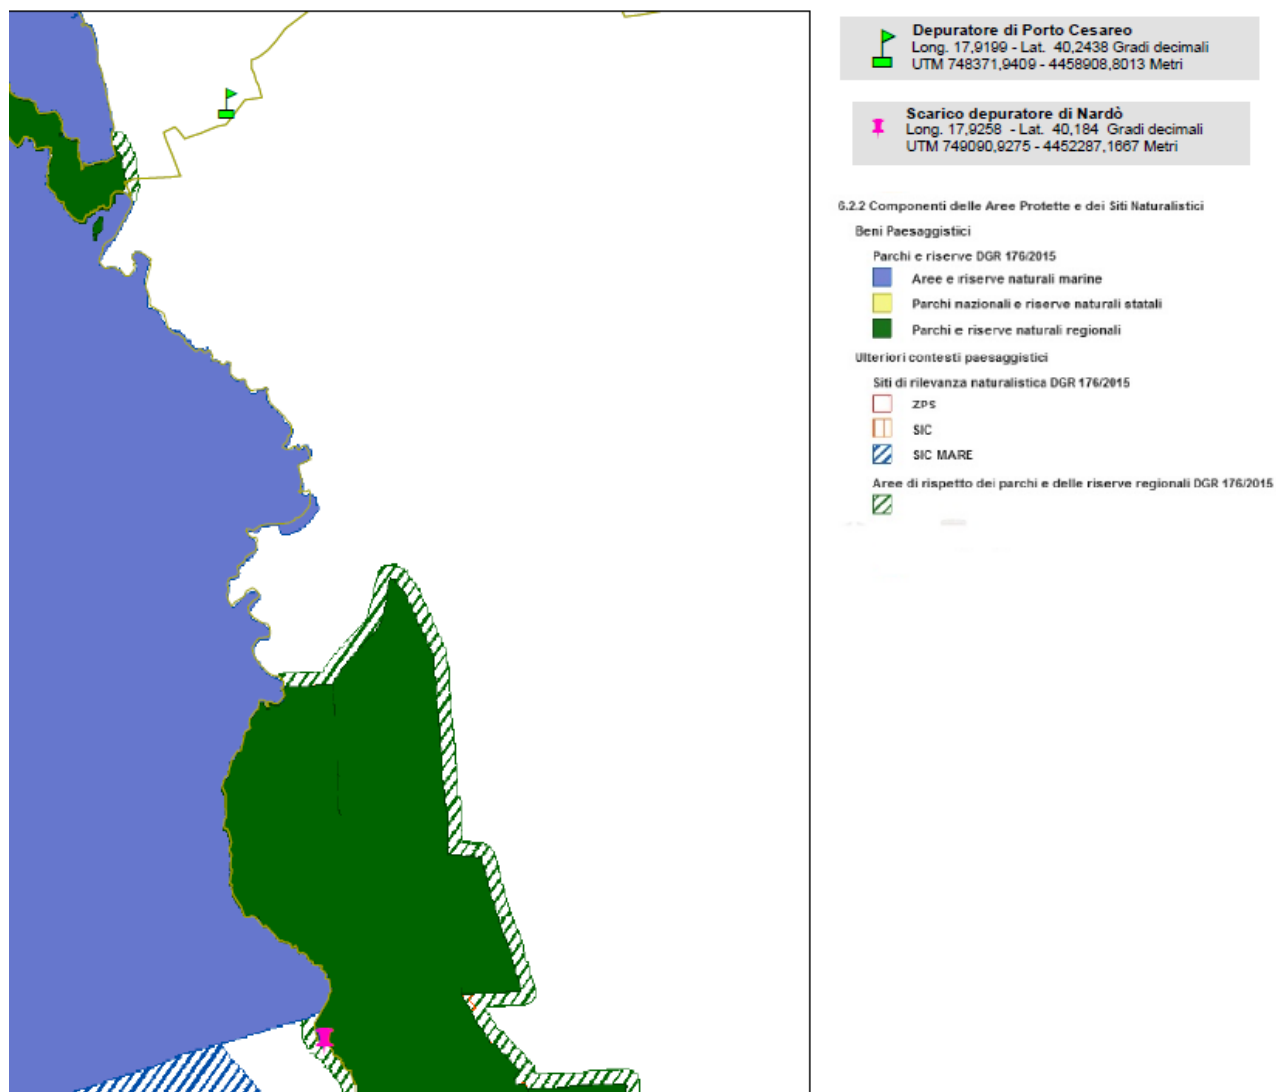 Depuratore di Porto Cesareo
Long. 17,9199 - Lat. 40,2438 Gradi decimali
UTM 748371,9409 - 4458908,8013 Metri
Scarico depuratore di Nardò
Long. 17,9258 - Lat. 40,184 Gradi decimali
UTM 749090,9275 - 4452287,1667 Metri
6.2.2 Componenti delle Aree Protette e dei Siti Naturalistici
Beni Paesaggistici
Parchi e riserve DGR 176/2015
Aree e riserve naturali marine
Parchi nazionali e riserve naturali statali
Parchi e riserve naturali regionali
Ulteriori contesti paesaggistici
Siti di rilevanza naturalistica DGR 176/2015
ZPS
SIC
SIC MARE
Aree di rispetto dei parchi e delle riserve regionali DGR 176/2015